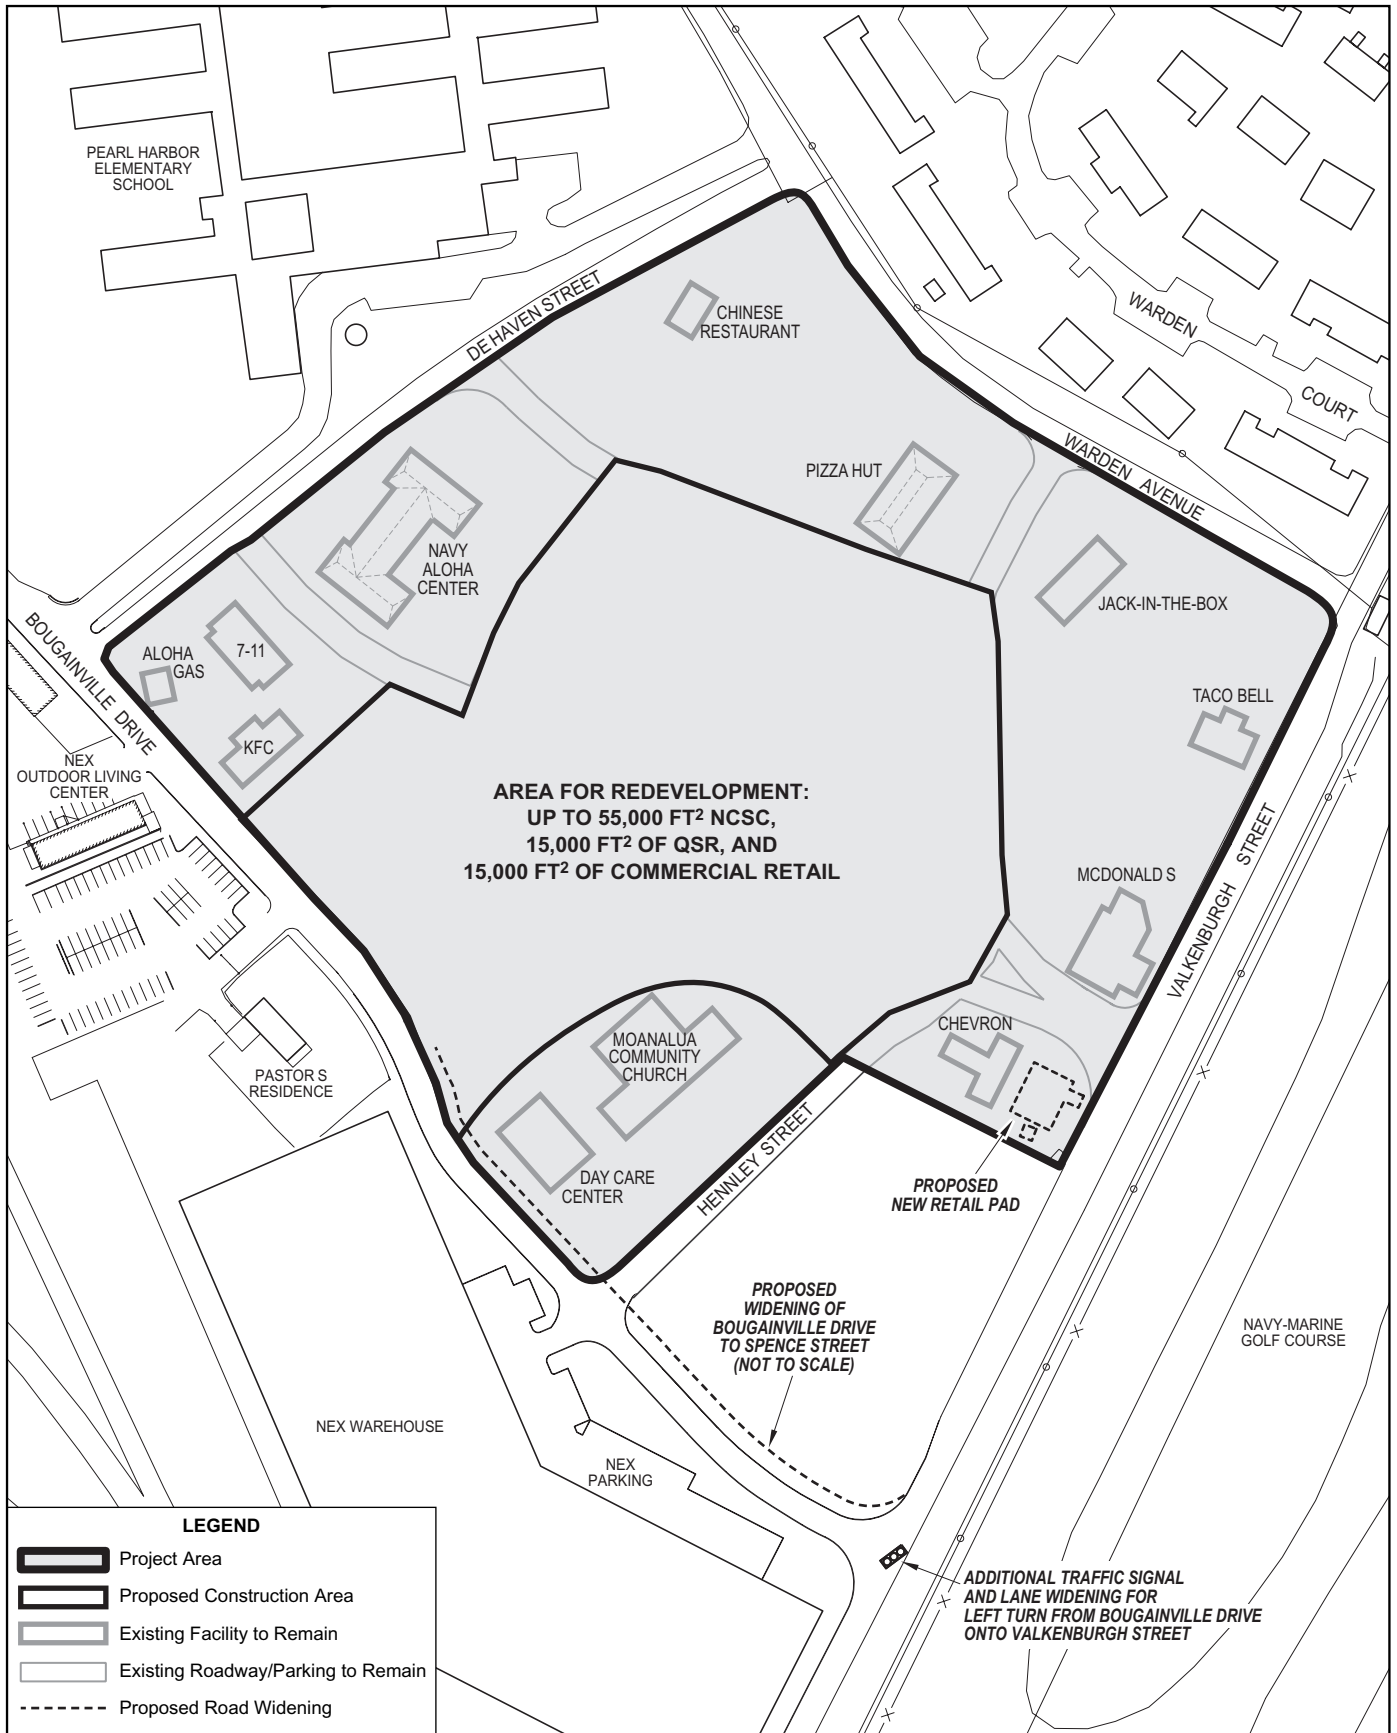 PEARL HARBOR
ELEMENTARY
SCHOOL
DE HAVEN STREET
CHINESE
RESTAURANT
WARDEN
COURT
WARDEN AVENUE
PIZZA HUT
NAVY
ALOHA
CENTER
JACK-IN-THE-BOX
BOUGAINVILLE DRIVE
ALOHA
GAS
7-11
KFC
TACO BELL
NEX
OUTDOOR LIVING
CENTER
AREA FOR REDEVELOPMENT:
UP TO 55,000 FT² NCSC,
15,000 FT² OF QSR, AND
15,000 FT² OF COMMERCIAL RETAIL
MCDONALD S
VALKENBURGH STREET
CHEVRON
MOANALUA
COMMUNITY
CHURCH
PASTOR S
RESIDENCE
DAY CARE
CENTER
HENNLEY STREET
PROPOSED
NEW RETAIL PAD
PROPOSED
WIDENING OF
BOUGAINVILLE DRIVE
TO SPENCE STREET
(NOT TO SCALE)
NAVY-MARINE
GOLF COURSE
NEX WAREHOUSE
NEX
PARKING
ADDITIONAL TRAFFIC SIGNAL
AND LANE WIDENING FOR
LEFT TURN FROM BOUGAINVILLE DRIVE
ONTO VALKENBURGH STREET
LEGEND
Project Area
Proposed Construction Area
Existing Facility to Remain
Existing Roadway/Parking to Remain
Proposed Road Widening